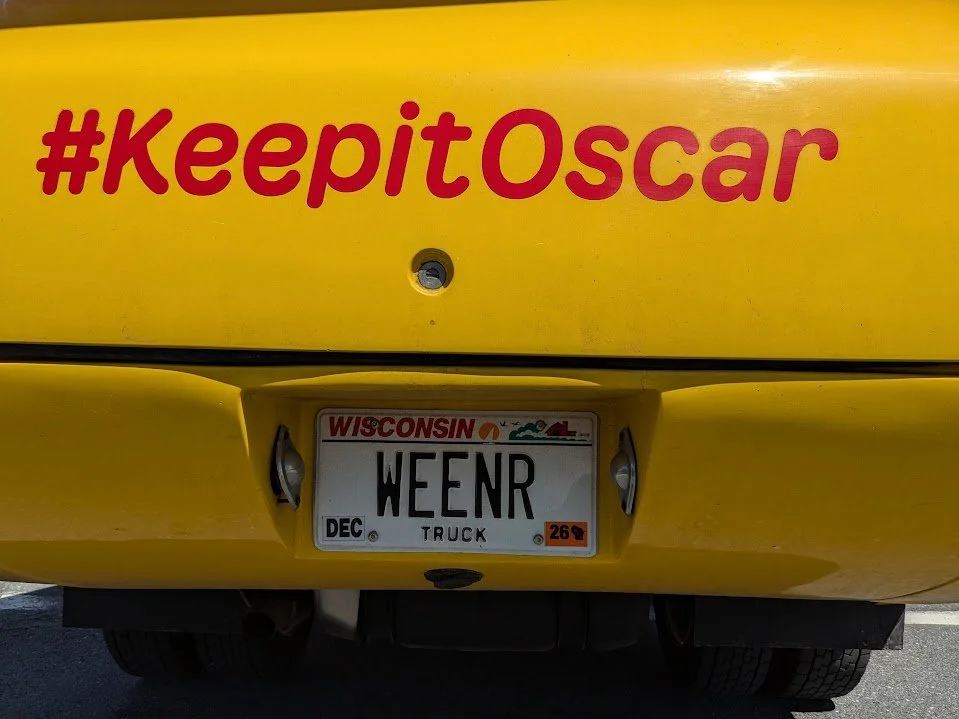 #KeepitOscar
WISCONSIN
WEENR
DEC TRUCK 26